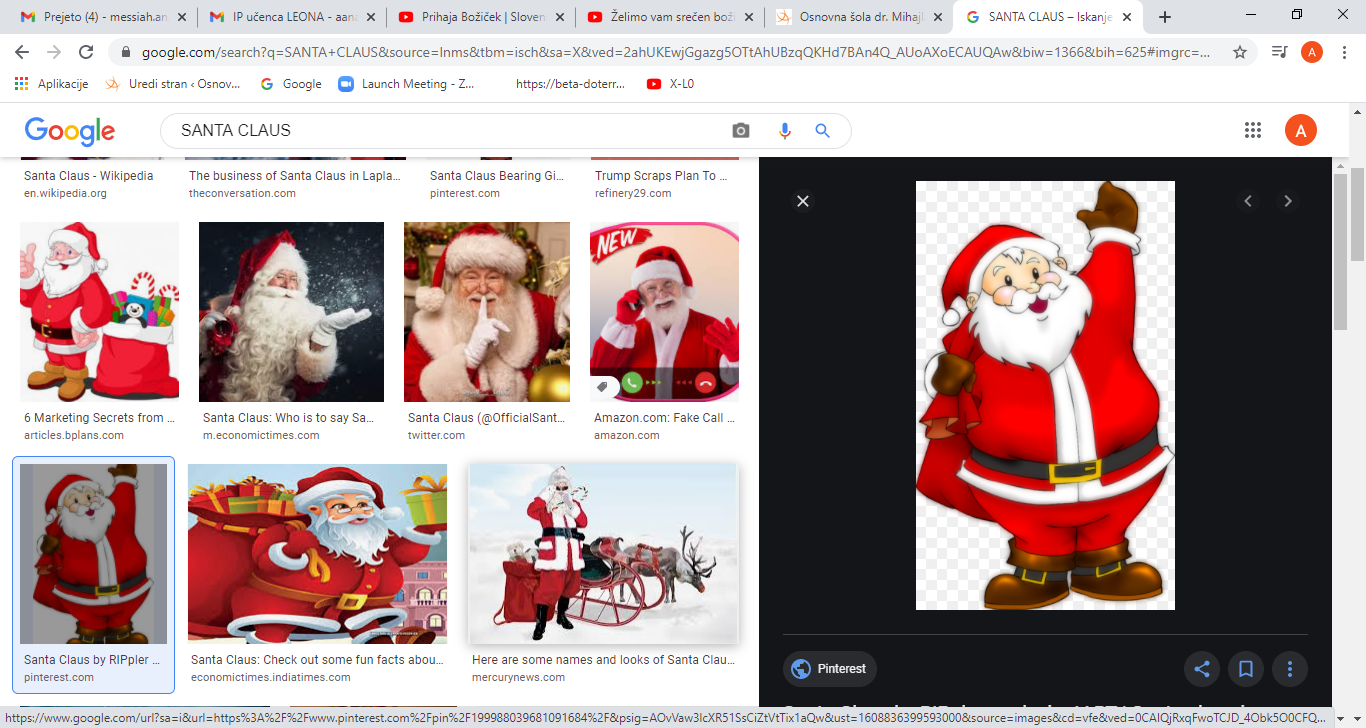 Prejeto (4) - messiah.an
IP učenca LEONA - aana
Prihaja Božiček | Sloven
Želimo vam srečen boži
Osnovna šola dr. Mihajl
SANTA CLAUS – Iskanje
google.com/search?q=SANTA+CLAUS&source=lnms&tbm=isch&sa=X&ved=2ahUKEwjGgazg5OTtAhUBzqQKHd7BAn4Q_AUoAXoECAUQAw&biw=1366&bih=625#imgrc=...
A
Aplikacije
Uredi stran ‹ Osnov...
Google
Launch Meeting - Z...
https://beta-doterr...
X-L0
Google
SANTA CLAUS
A
Santa Claus - Wikipedia
en.wikipedia.org
The business of Santa Claus in Lapla...
theconversation.com
Santa Claus Bearing Gi...
pinterest.com
Trump Scraps Plan To ...
refinery29.com
NEW
6 Marketing Secrets from ...
articles.bplans.com
Santa Claus: Who is to say Sa...
m.economictimes.com
Santa Claus (@OfficialSant...
twitter.com
Amazon.com: Fake Call ...
amazon.com
Santa Claus by RIPpler ...
pinterest.com
Santa Claus: Check out some fun facts abou...
economictimes.indiatimes.com
Here are some names and looks of Santa Clau...
mercurynews.com
Pinterest
https://www.google.com/url?sa=i&url=https%3A%2F%2Fwww.pinterest.com%2Fpin%2F199988039681091684%2F&psig=AOvVaw3IcXR51SsCiZtVtTix1aQw&ust=1608836399593000&source=images&cd=vfe&ved=0CAIQjRxqFwoTCJD_4Obk5O0CFQ...